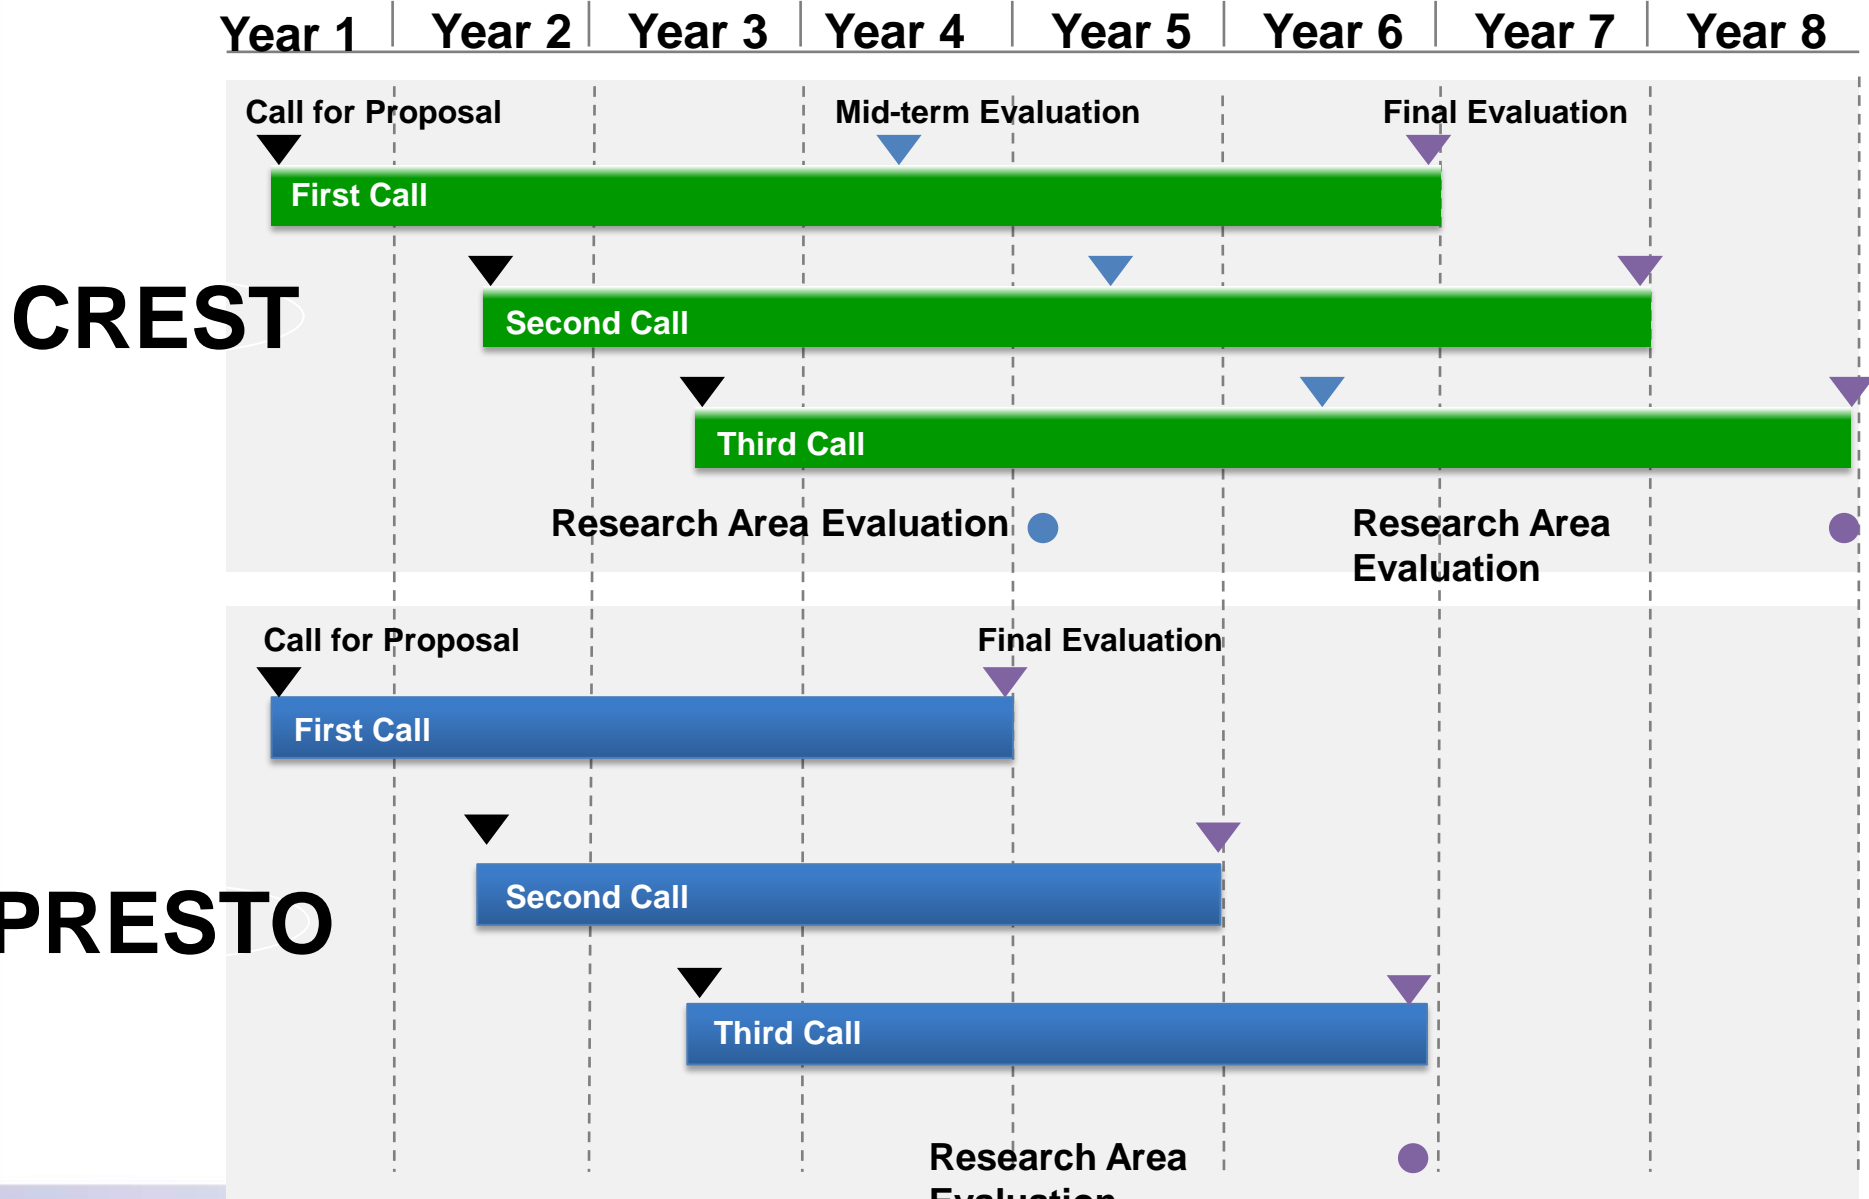 Year 1 Year 2 Year 3 Year 4 Year 5 Year 6 Year 7 Year 8
Call for Proposal Mid-term Evaluation Final Evaluation
First Call
CREST
Second Call
Third Call
Research Area Evaluation Research Area
Evaluation
Call for Proposal Final Evaluation
First Call
PRESTO
Second Call
Third Call
Research Area
Evaluation